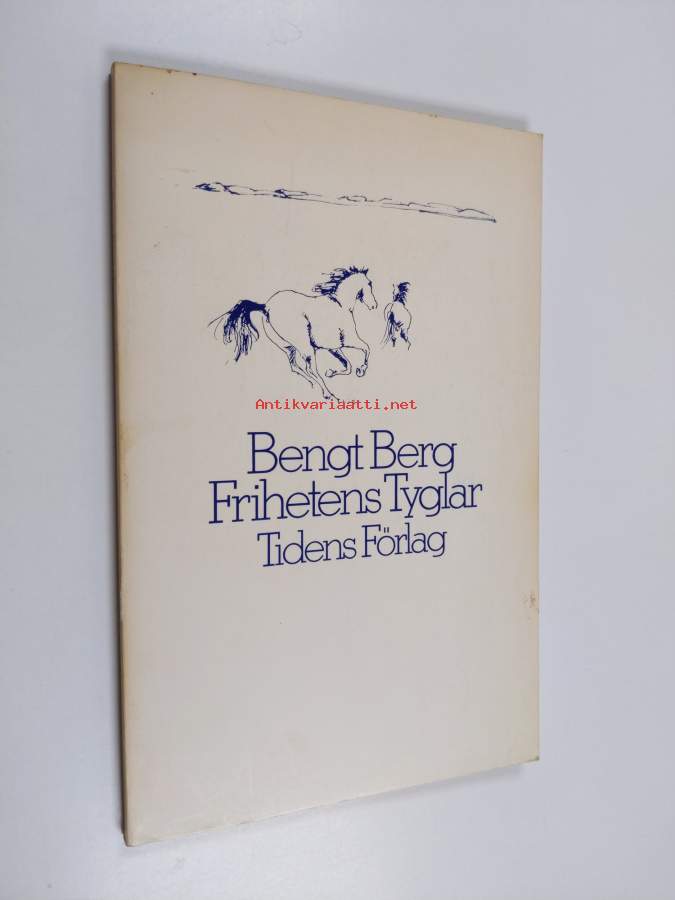 Antikvariaatti.net
Bengt Berg
Frihetens Tyglar
Tidens Förlag